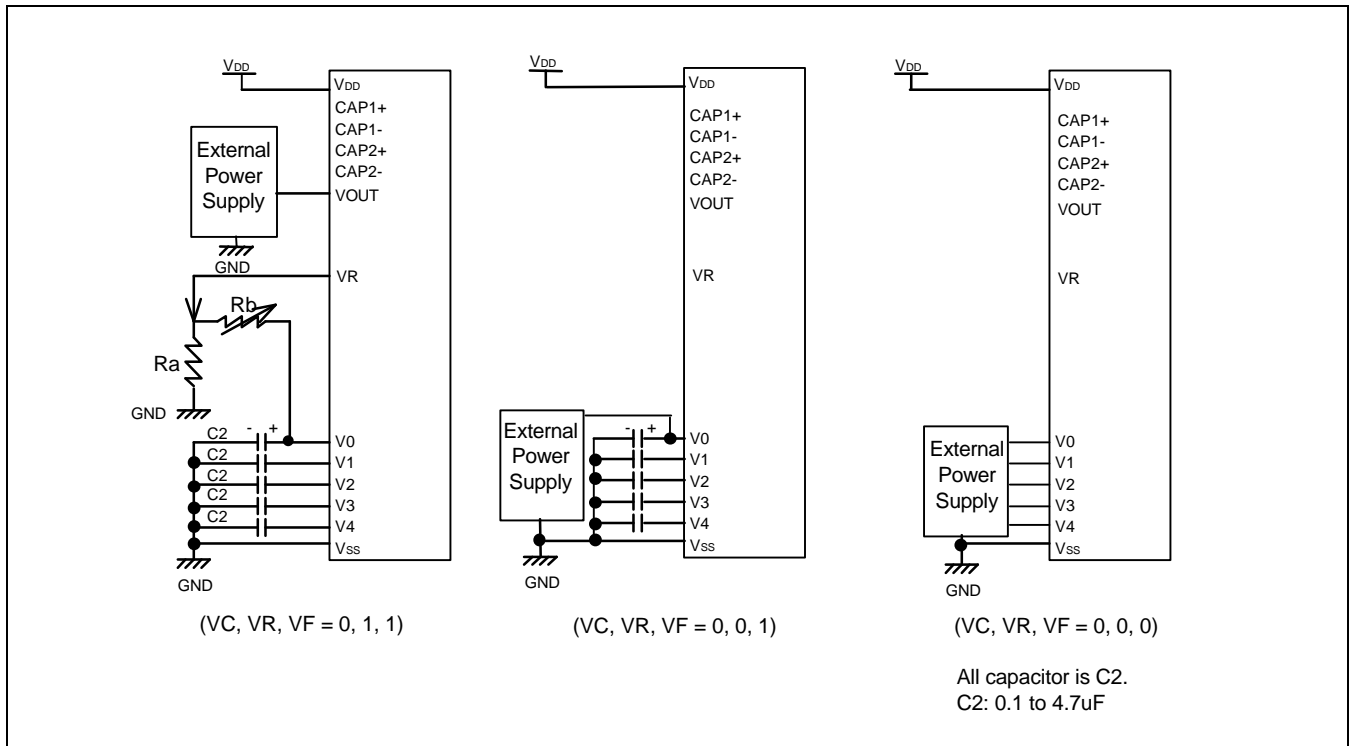 VDD
VDD
CAP1+
CAP1-
CAP2+
CAP2-
VOUT
External
Power
Supply
GND
VR
Rb
Ra
GND
- +
C2
C2
C2
C2
C2
V0
V1
V2
V3
V4
VSS
GND
(VC, VR, VF = 0, 1, 1)
VDD
VDD
CAP1+
CAP1-
CAP2+
CAP2-
VOUT
VR
External
Power
Supply
- +
V0
V1
V2
V3
V4
VSS
GND
(VC, VR, VF = 0, 0, 1)
VDD
VDD
CAP1+
CAP1-
CAP2+
CAP2-
VOUT
VR
External
Power
Supply
V0
V1
V2
V3
V4
VSS
GND
(VC, VR, VF = 0, 0, 0)
All capacitor is C2.
C2: 0.1 to 4.7uF